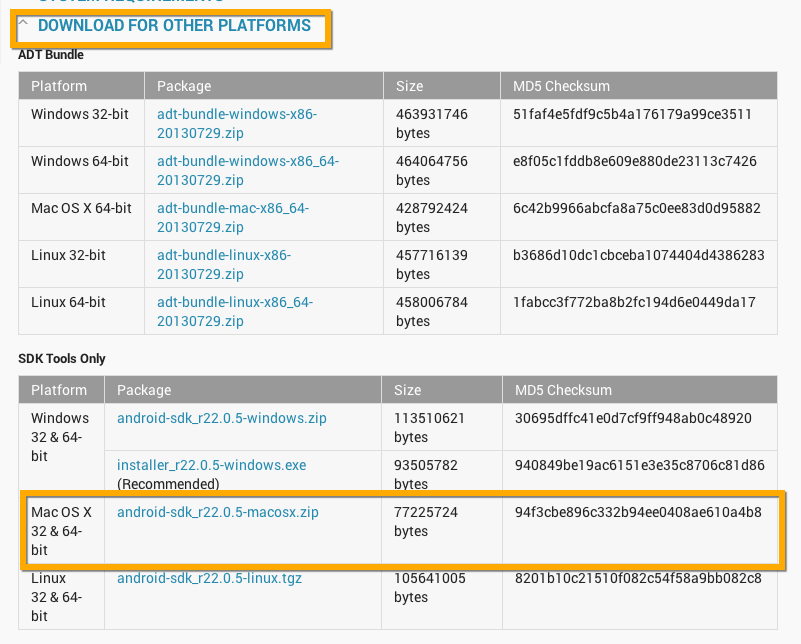 SYSTEM REQUIREMENTS
DOWNLOAD FOR OTHER PLATFORMS
ADT Bundle
Platform Package Size MD5 Checksum
Windows 32-bit adt-bundle-windows-x86- 463931746 51faf4e5fdf9c5b4a176179a99ce3511
20130729.zip bytes
Windows 64-bit adt-bundle-windows-x86_64- 464064756 e8f05c1fddb8e609e880de23113c7426
20130729.zip bytes
Mac OS X 64-bit adt-bundle-mac-x86_64- 428792424 6c42b9966abcfa8a75c0ee83d0d95882
20130729.zip bytes
Linux 32-bit adt-bundle-linux-x86- 457716139 b3686d10dc1cbceba1074404d4386283
20130729.zip bytes
Linux 64-bit adt-bundle-linux-x86_64- 458006784 1fabcc3f772ba8b2fc194d6e0449da17
20130729.zip bytes
SDK Tools Only
Platform Package Size MD5 Checksum
Windows android-sdk_r22.0.5-windows.zip 113510621 30695dffc41e0d7cf9ff948ab0c48920
32 & 64- bytes
bit
installer_r22.0.5-windows.exe 93505782 940849be19ac6151e3e35c8706c81d86
(Recommended) bytes
Mac OS X android-sdk_r22.0.5-macosx.zip 77225724 94f3cbe896c332b94ee0408ae610a4b8
32 & 64- bytes
bit
Linux android-sdk_r22.0.5-linux.tgz 105641005 8201b10c21510f082c54f58a9bb082c8
32 & 64- bytes
bit